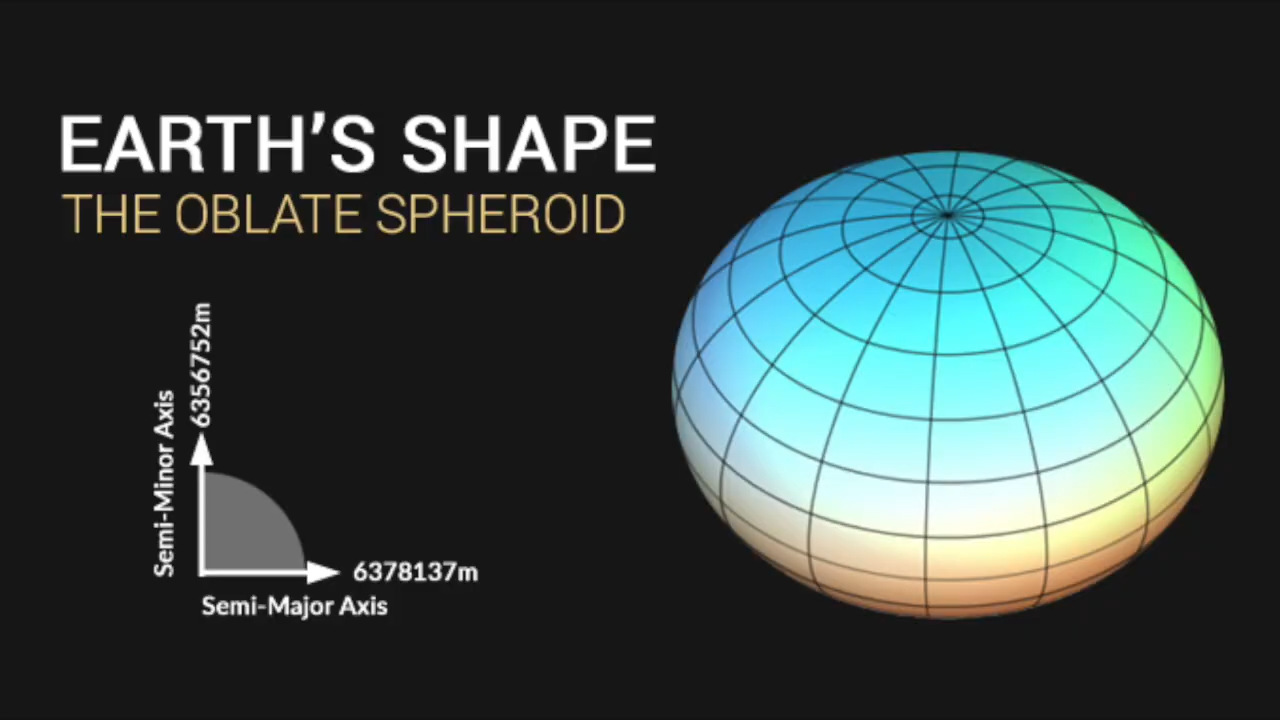 EARTH’S SHAPE
THE OBLATE SPHEROID
Semi-Minor Axis
6356752m
6378137m
Semi-Major Axis